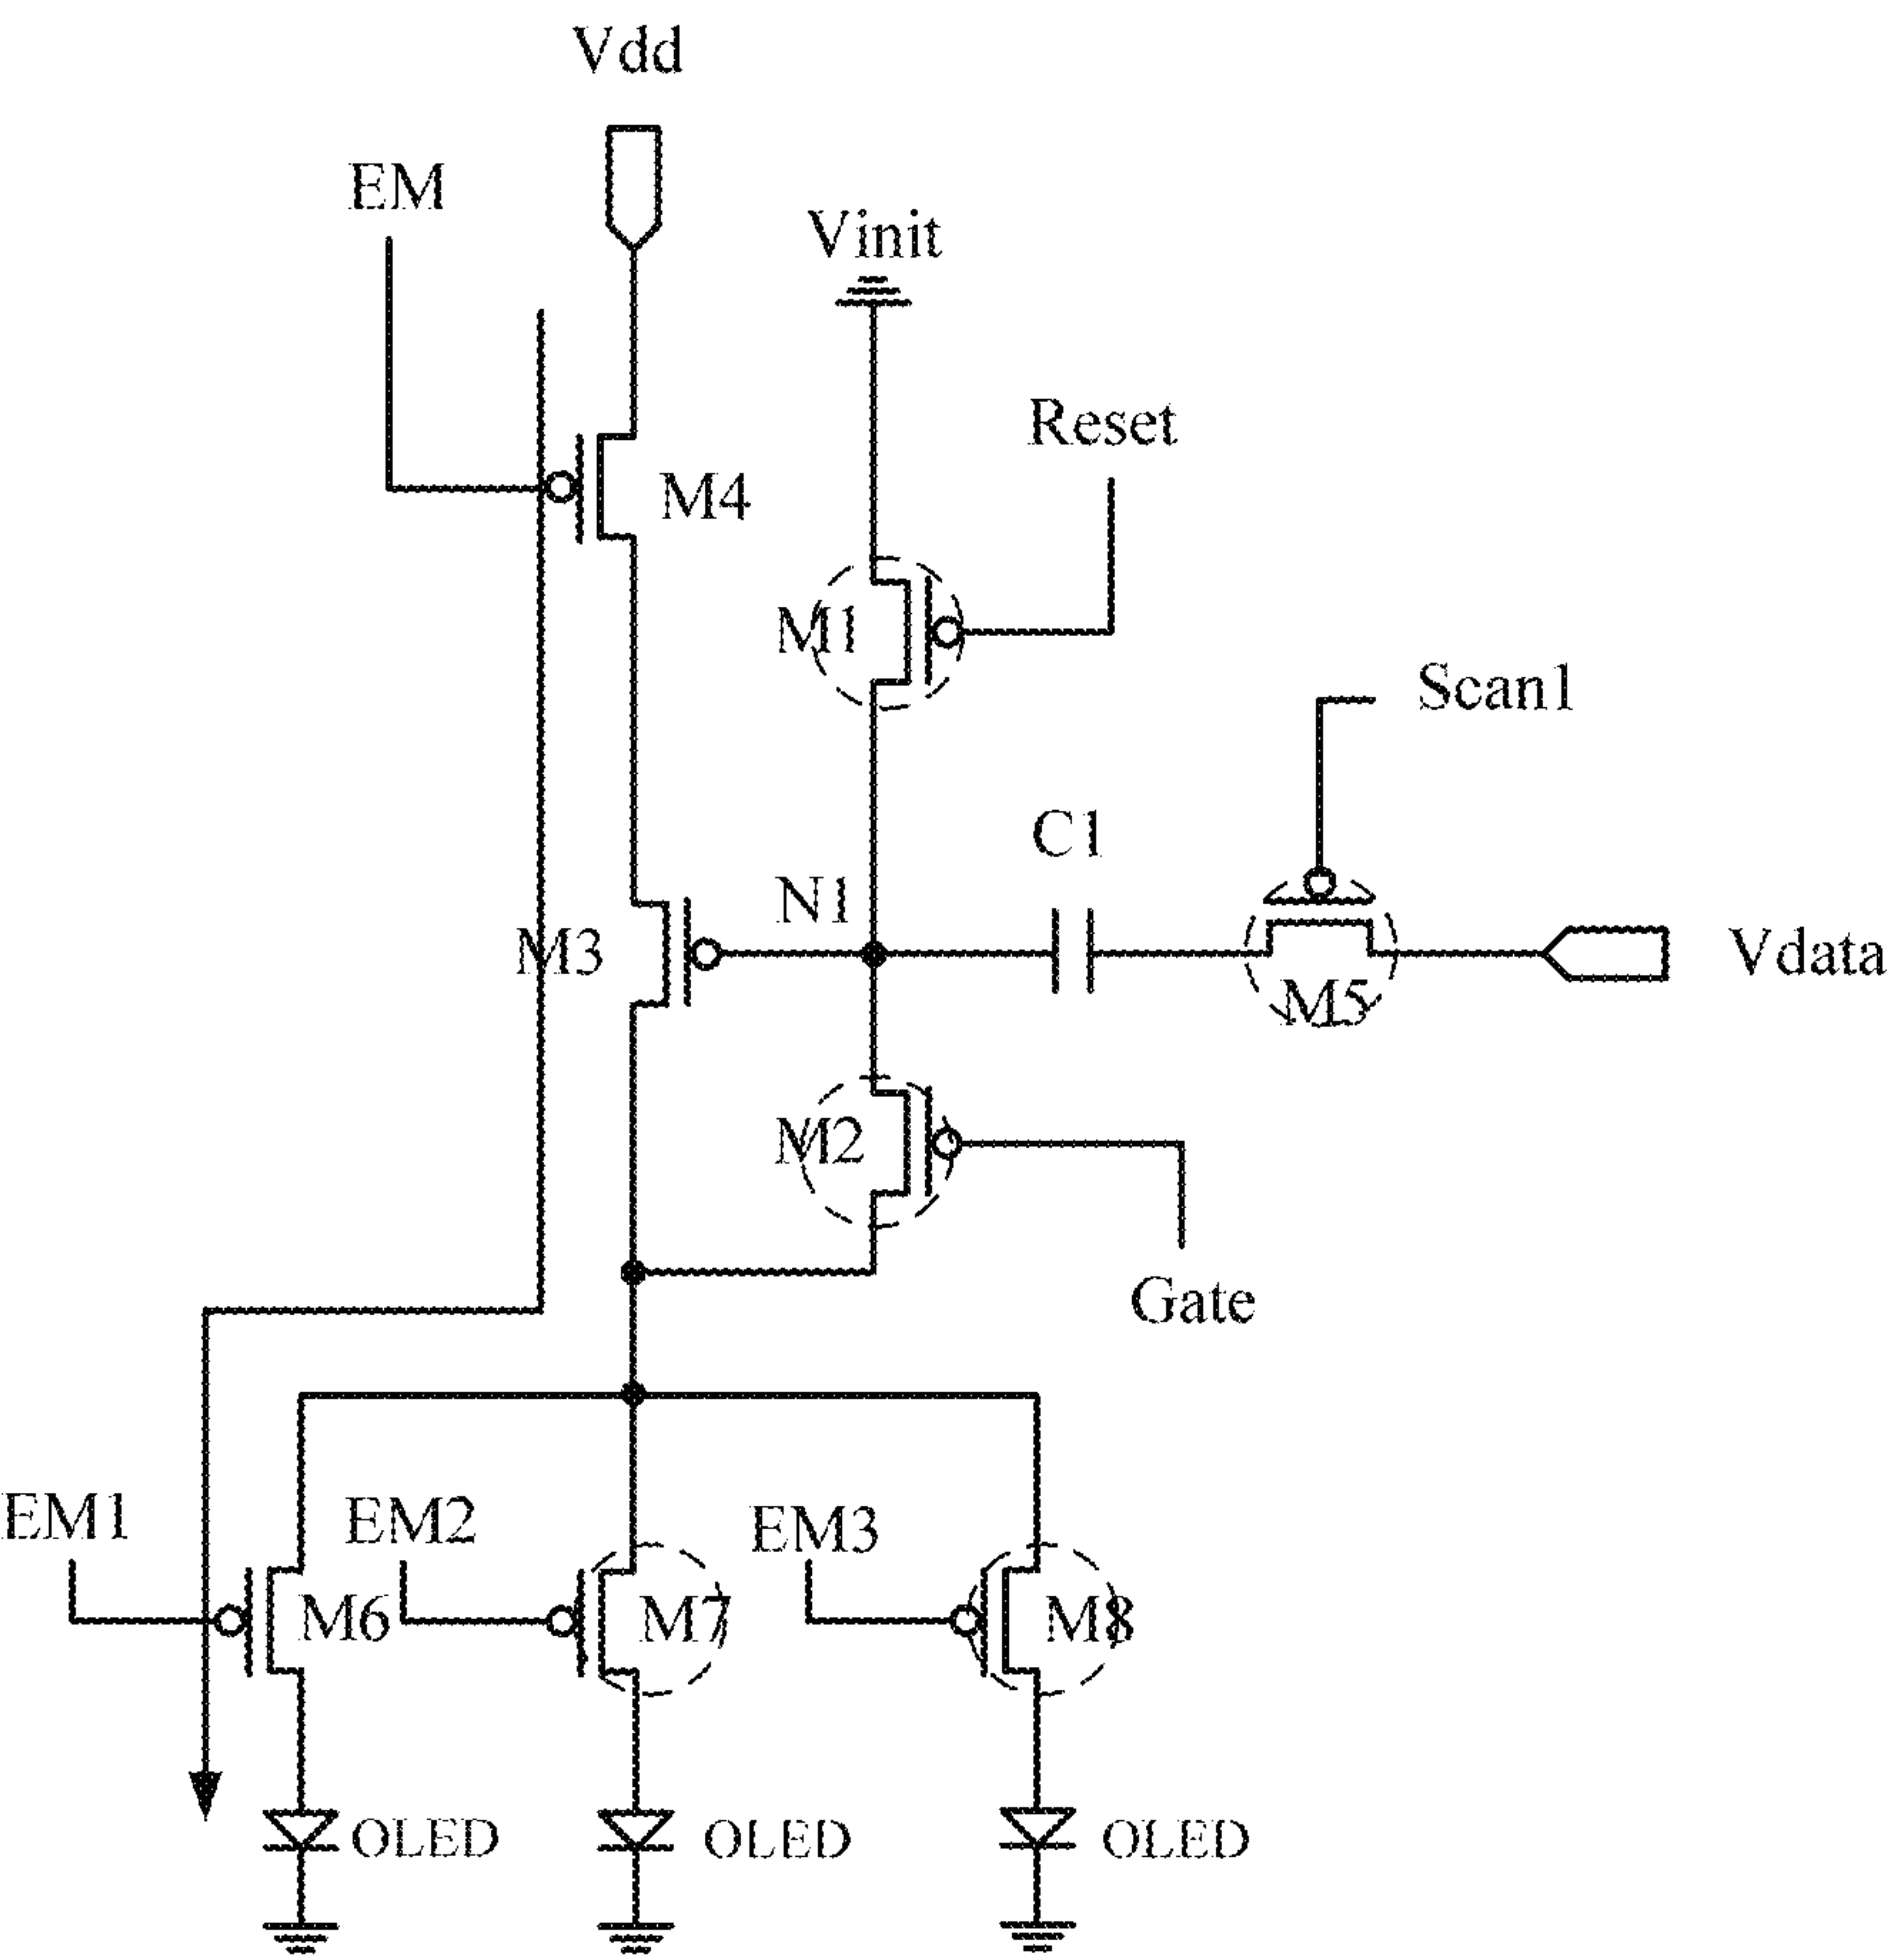 Vdd
EM
Vinit
Reset
M4
M1
Scan1
C1
N1
M3
Vdata
M5
M2
Gate
EM1
EM2
EM3
M6
M7
M8
OLED
OLED
OLED